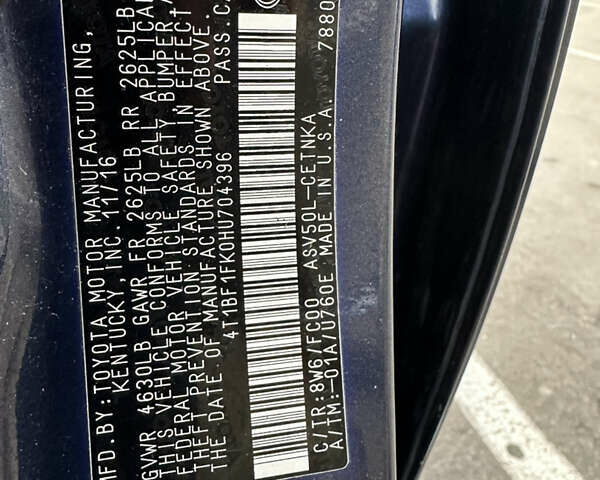 MFD.BY: TOYOTA MOTOR MANUFACTURING,
KENTUCKY, INC. 11/16
GVWR 4630LB GAWR FR 2625LB RR 2625LB
THIS VEHICLE CONFORMS TO ALL
FEDERAL MOTOR VEHICLE SAFETY BUMPER,
THEFT PREVENTION STANDARDS IN EFFECT
THE DATE OF MANUFACTURE SHOWN ABOVE.
4T1BF1FK0HU704396 PASS.
C/TR: 8W6/FC00 ASV50L-CETNKA
A/TM: -01A/U760E MADE IN U.S.A. 7880